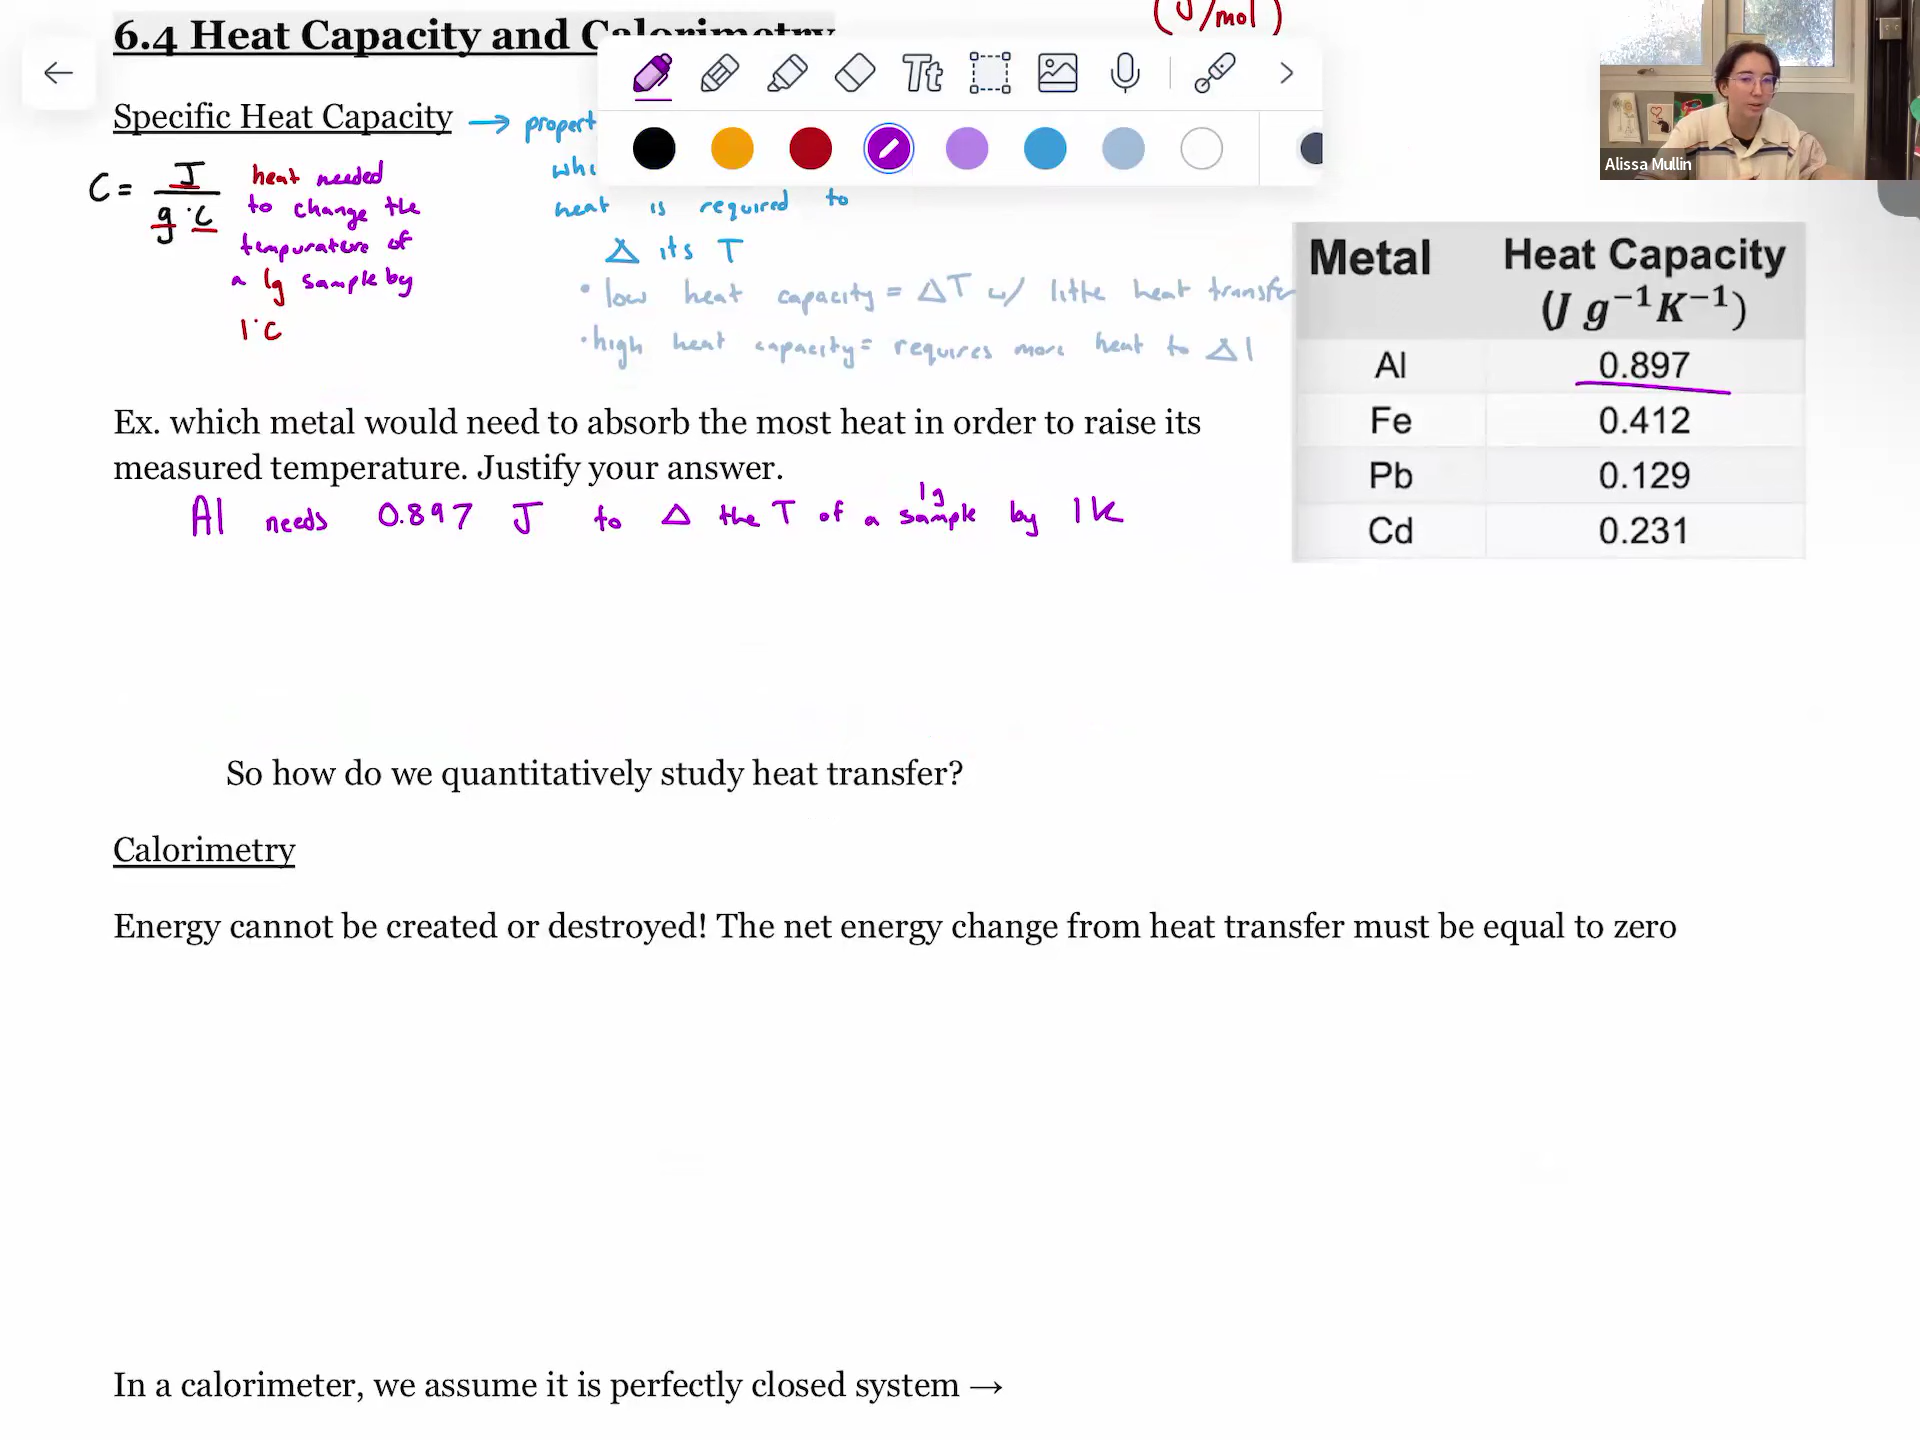 (J/mol)
6.4 Heat Capacity and Calorimetry
Tt
Alissa Mullin
Specific Heat Capacity → propert
whi
heat is required to
Δ its T
C = J
g °C
heat needed
to change the
tempurature of
a 1g sample by
1°C
• low heat capacity = ΔT w/ litthe heat transfer
• high heat capacity = requires more heat to Δ T
Metal Heat Capacity
(J g⁻¹K⁻¹)
Al 0.897
Fe 0.412
Pb 0.129
Cd 0.231
Ex. which metal would need to absorb the most heat in order to raise its
measured temperature. Justify your answer.
1g
Al needs 0.897 J to Δ the T of a sample by 1K
So how do we quantitatively study heat transfer?
Calorimetry
Energy cannot be created or destroyed! The net energy change from heat transfer must be equal to zero
In a calorimeter, we assume it is perfectly closed system →